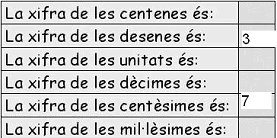 La xifra de les centenes és:
La xifra de les desenes és: 3
La xifra de les unitats és:
La xifra de les dècimes és:
La xifra de les centèsimes és: 7
La xifra de les mil·lèsimes és: